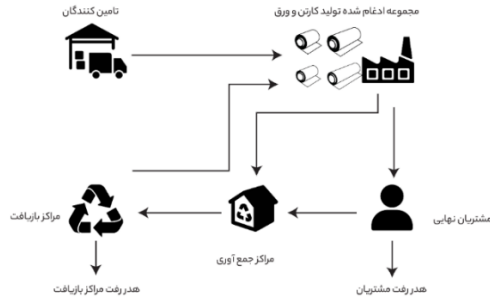 مجموعه ادغام شده تولید کارتن و ورق
تامین کنندگان
مشتریان نهایی
مراکز بازیافت
مراکز جمع آوری
هدر رفت مشتریان
هدر رفت مراکز بازیافت